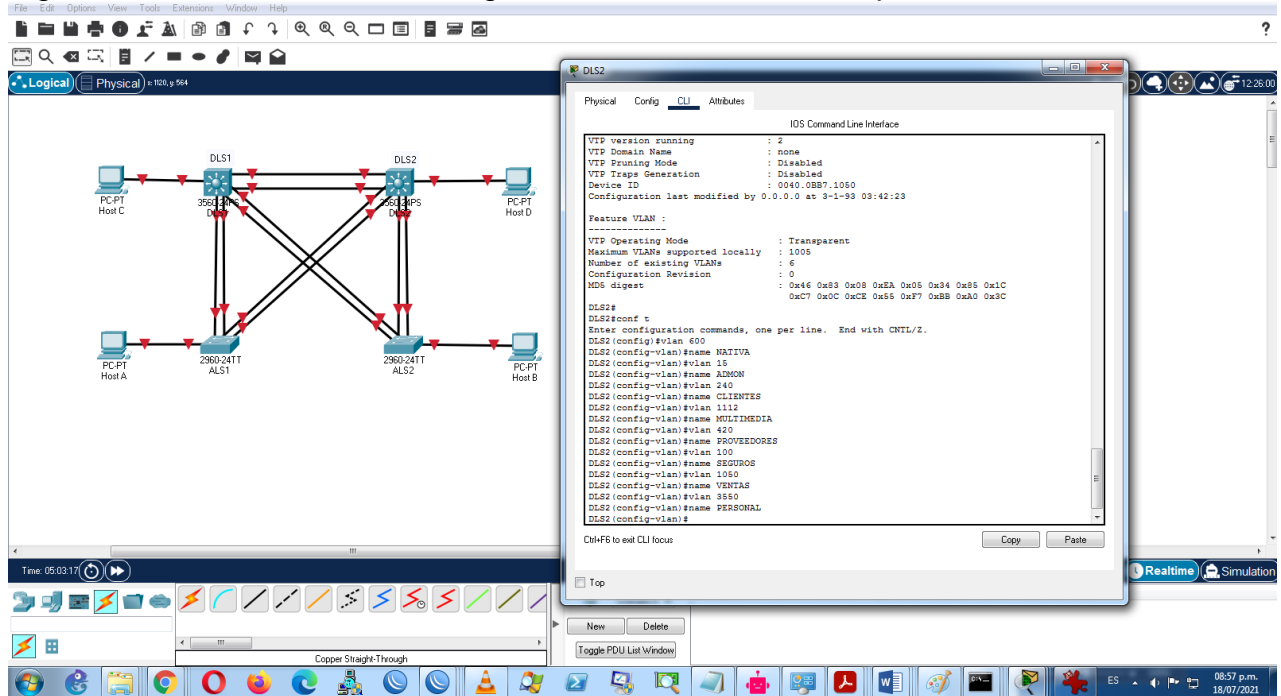 File Edit Options View Tools Extensions Window Help
?
Logical Physical x: 1120, y: 564
12:26:00
DLS2
Physical Config CLI Attributes
IOS Command Line Interface
VTP version running : 2
VTP Domain Name : none
VTP Pruning Mode : Disabled
VTP Traps Generation : Disabled
Device ID : 0040.0BB7.1050
Configuration last modified by 0.0.0.0 at 3-1-93 03:42:23
Feature VLAN :
--------------
VTP Operating Mode : Transparent
Maximum VLANs supported locally : 1005
Number of existing VLANs : 6
Configuration Revision : 0
MD5 digest : 0x46 0x83 0x08 0xEA 0x05 0x34 0x85 0x1C
0xC7 0x0C 0xCE 0x55 0xF7 0xBB 0xA0 0x3C
DLS2#
DLS2#conf t
Enter configuration commands, one per line. End with CNTL/Z.
DLS2(config)#vlan 600
DLS2(config-vlan)#name NATIVA
DLS2(config-vlan)#vlan 15
DLS2(config-vlan)#name ADMON
DLS2(config-vlan)#vlan 240
DLS2(config-vlan)#name CLIENTES
DLS2(config-vlan)#vlan 1112
DLS2(config-vlan)#name MULTIMEDIA
DLS2(config-vlan)#vlan 420
DLS2(config-vlan)#name PROVEEDORES
DLS2(config-vlan)#vlan 100
DLS2(config-vlan)#name SEGUROS
DLS2(config-vlan)#vlan 1050
DLS2(config-vlan)#name VENTAS
DLS2(config-vlan)#vlan 3550
DLS2(config-vlan)#name PERSONAL
DLS2(config-vlan)#
Ctrl+F6 to exit CLI focus
Copy Paste
Top
DLS1
DLS2
PC-PT
Host C
PC-PT
Host D
PC-PT
Host A
2960-24TT
ALS1
2960-24TT
ALS2
PC-PT
Host B
Time: 05:03:17
Realtime Simulation
New Delete
Toggle PDU List Window
Copper Straight-Through
ES
08:57 p.m.
18/07/2021